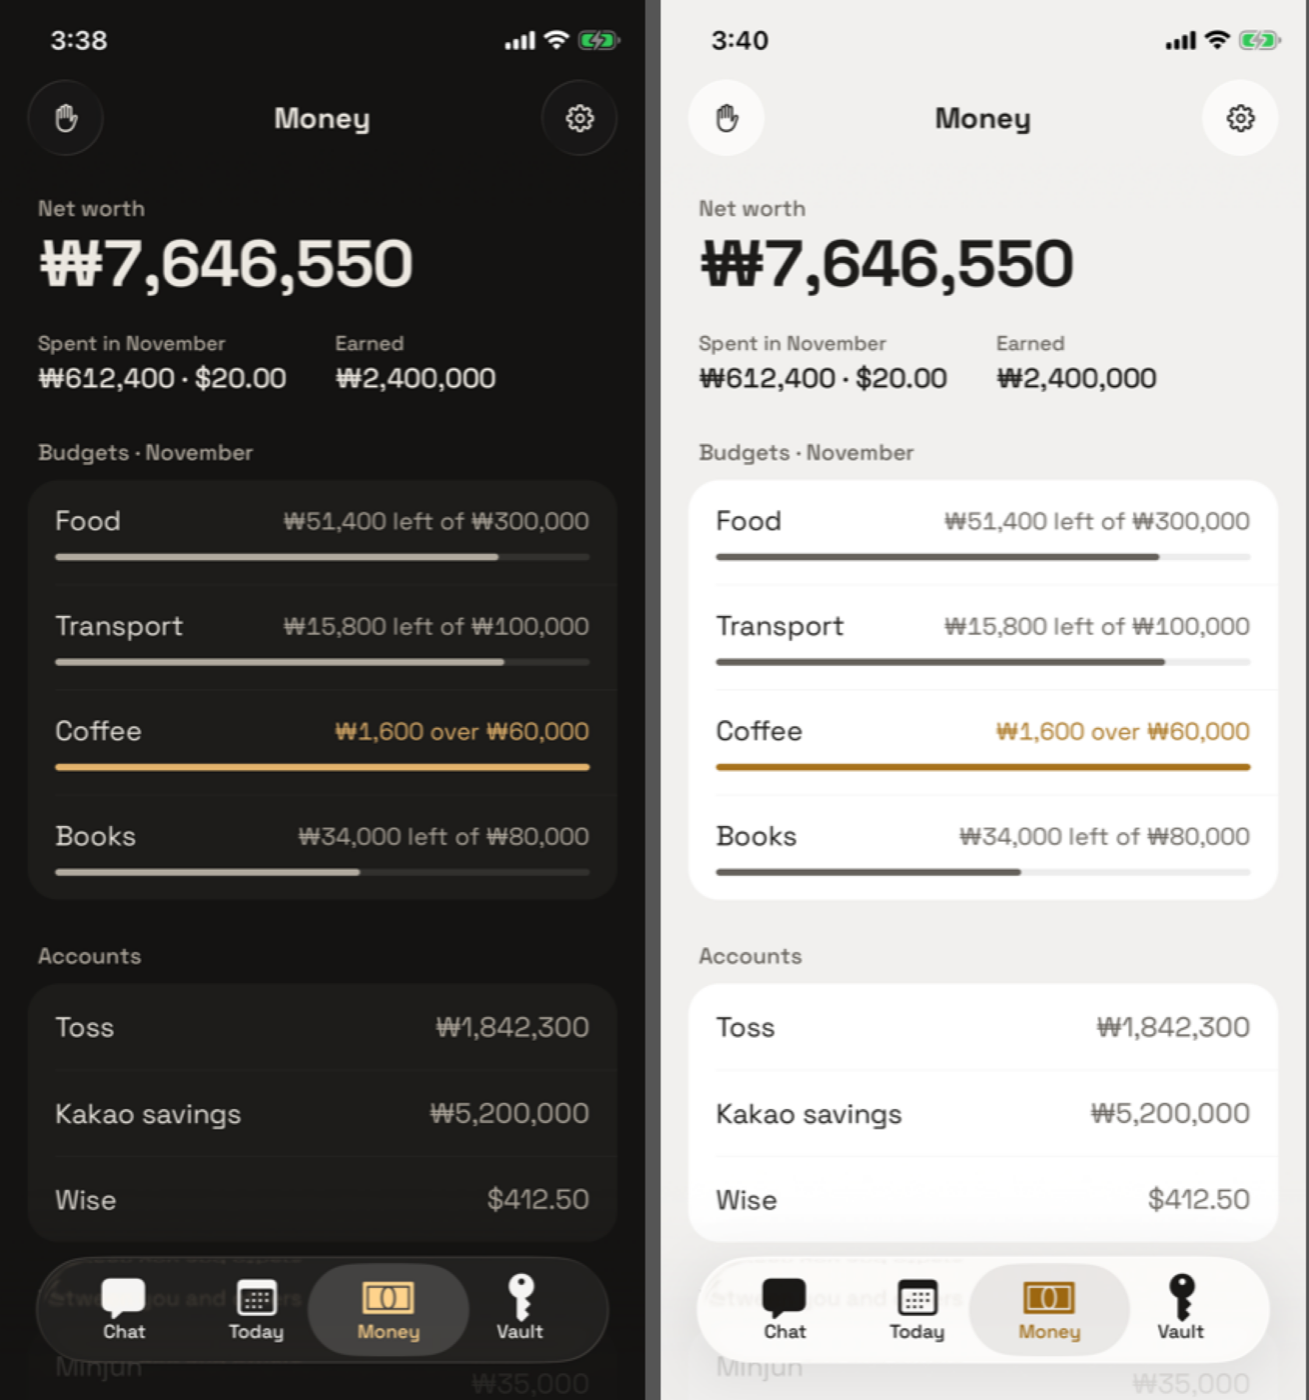 3:38
Money
Net worth
₩7,646,550
Spent in November
Earned
₩612,400 · $20.00
₩2,400,000
Budgets · November
Food
₩51,400 left of ₩300,000
Transport
₩15,800 left of ₩100,000
Coffee
₩1,600 over ₩60,000
Books
₩34,000 left of ₩80,000
Accounts
Toss
₩1,842,300
Kakao savings
₩5,200,000
Wise
$412.50
you and
Chat
Today
Money
Vault
Minjun
₩35,000
3:40
Money
Net worth
₩7,646,550
Spent in November
Earned
₩612,400 · $20.00
₩2,400,000
Budgets · November
Food
₩51,400 left of ₩300,000
Transport
₩15,800 left of ₩100,000
Coffee
₩1,600 over ₩60,000
Books
₩34,000 left of ₩80,000
Accounts
Toss
₩1,842,300
Kakao savings
₩5,200,000
Wise
$412.50
you and
Chat
Today
Money
Vault
Minjun
₩35,000